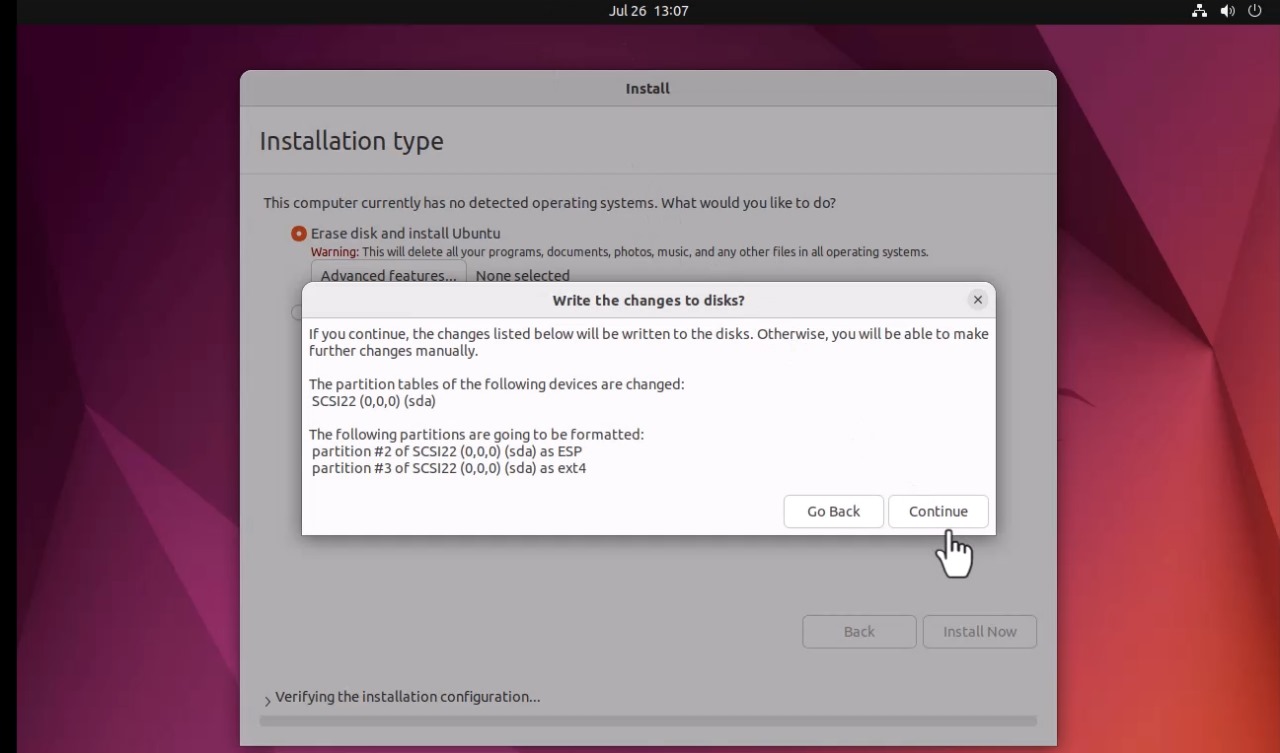 Jul 26 13:07
Install
Installation type
This computer currently has no detected operating systems. What would you like to do?
Erase disk and install Ubuntu
Warning: This will delete all your programs, documents, photos, music, and any other files in all operating systems.
Advanced features... None selected
Write the changes to disks?
If you continue, the changes listed below will be written to the disks. Otherwise, you will be able to make
further changes manually.
The partition tables of the following devices are changed:
SCSI22 (0,0,0) (sda)
The following partitions are going to be formatted:
partition #2 of SCSI22 (0,0,0) (sda) as ESP
partition #3 of SCSI22 (0,0,0) (sda) as ext4
Go Back Continue
Back Install Now
Verifying the installation configuration...